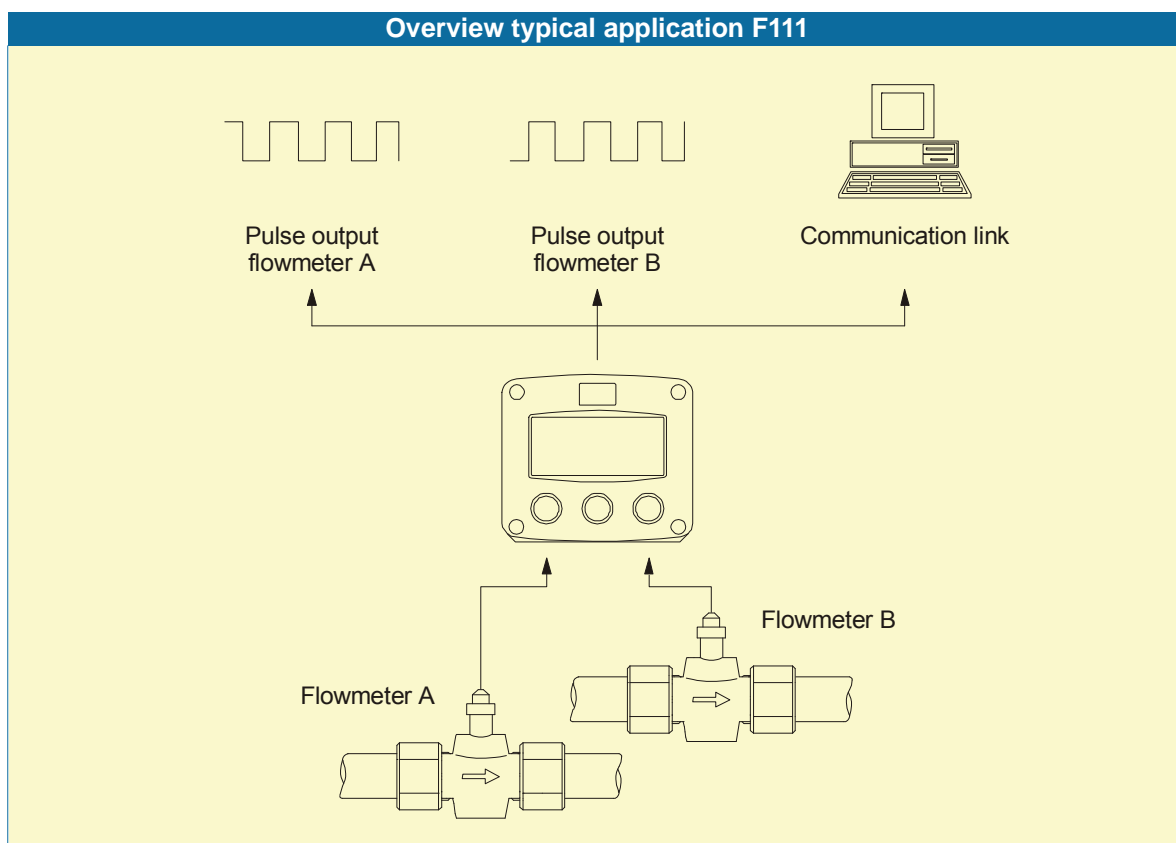 Overview typical application F111
Pulse output
flowmeter A
Pulse output
flowmeter B
Communication link
Flowmeter B
Flowmeter A